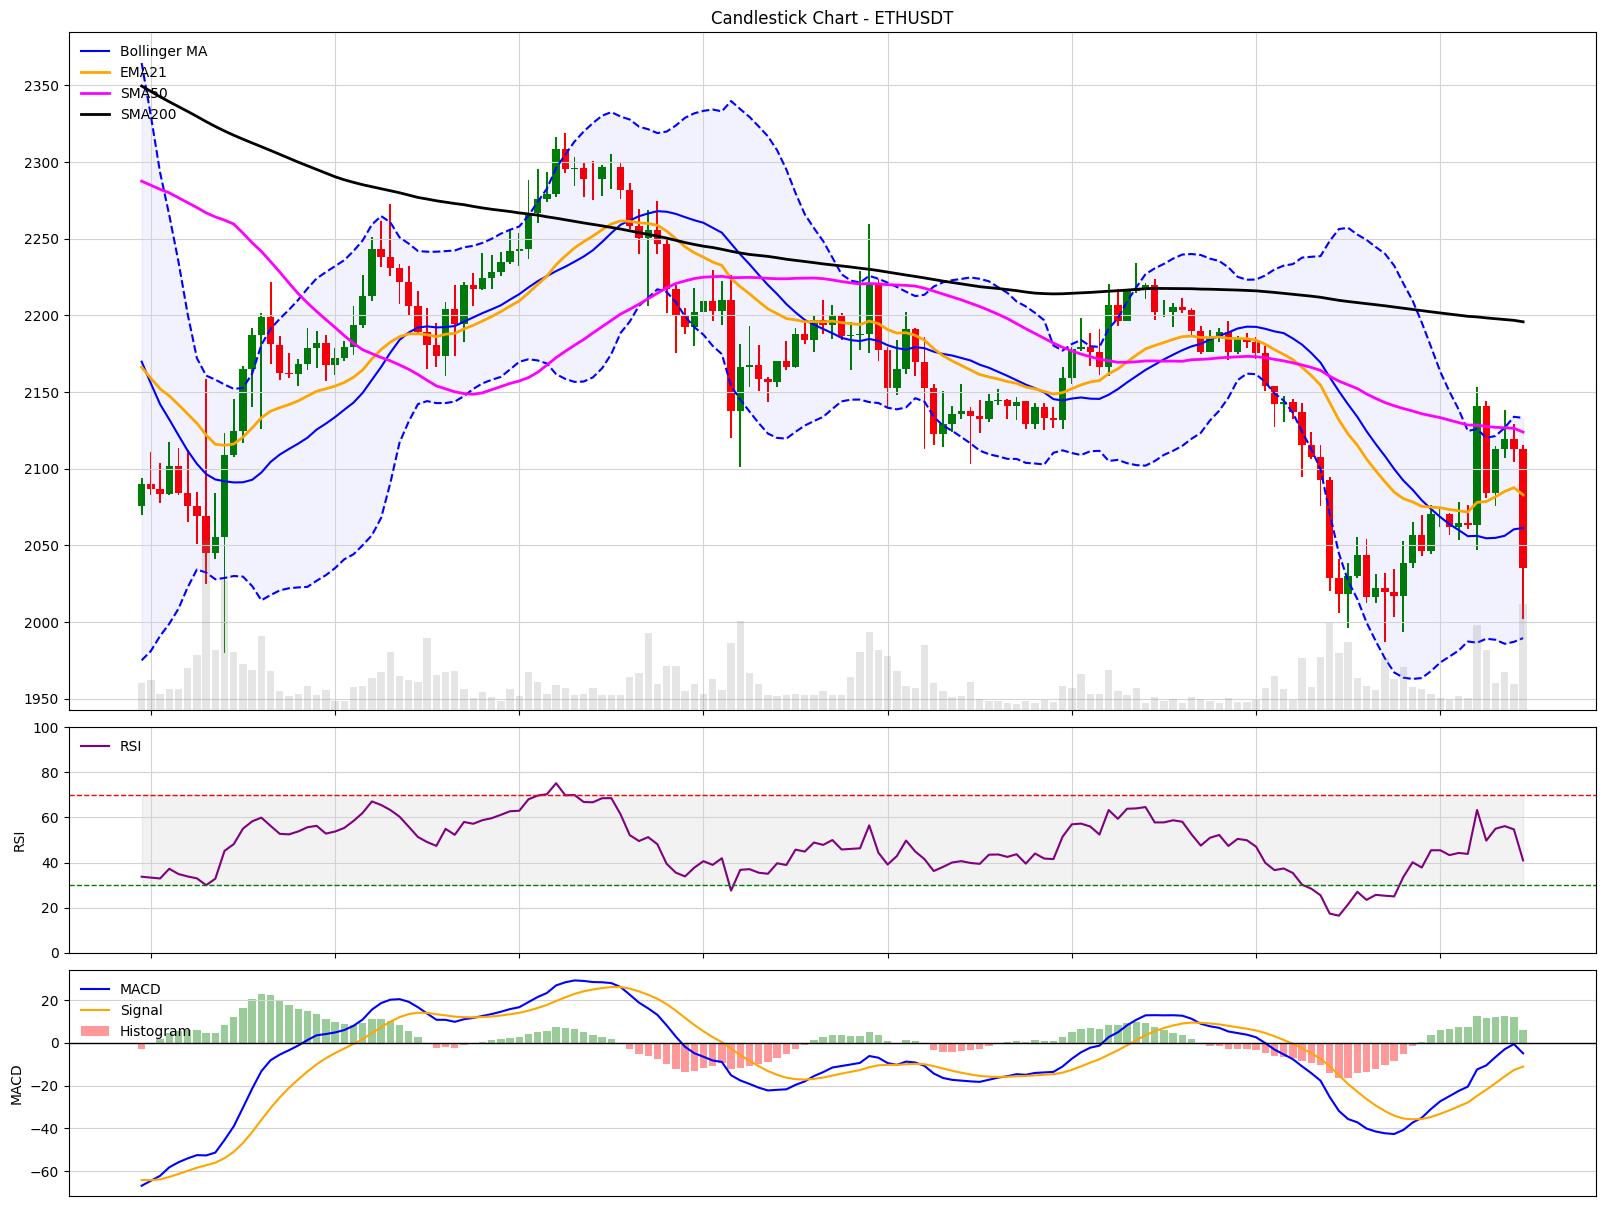 Candlestick Chart - ETHUSDT
Bollinger MA
EMA21
SMA50
SMA200
2350
2300
2250
2200
2150
2100
2050
2000
1950
RSI
100
80
60
40
20
0
RSI
MACD
Signal
Histogram
20
0
−20
−40
−60
MACD